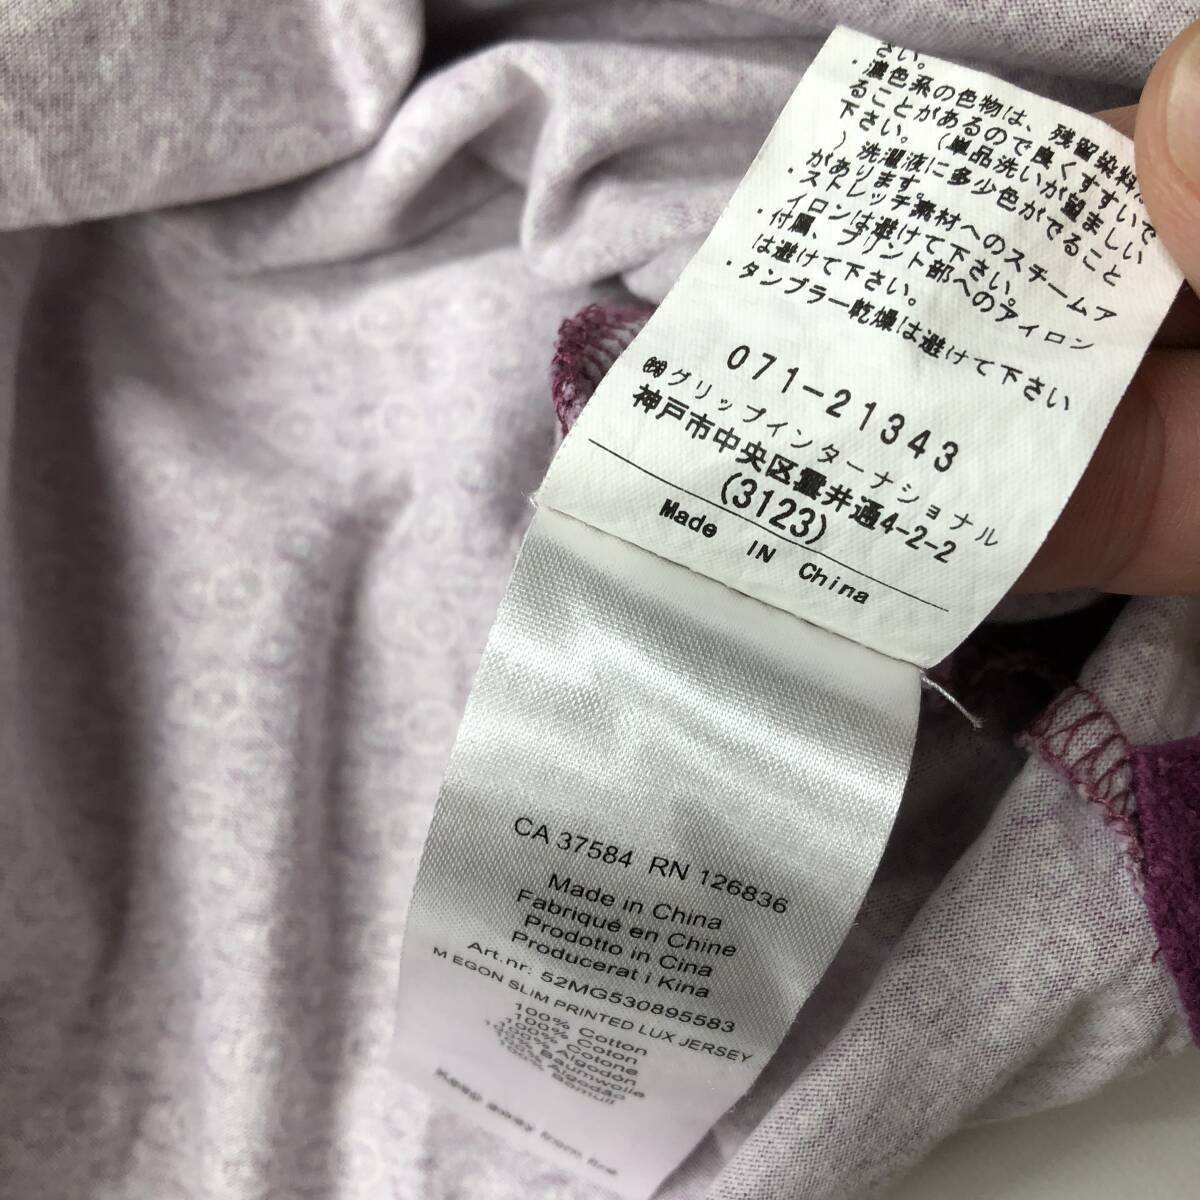 さい。
・濃色系の色物は、残留染料が
ることがあるので良くすすいで
下さい。(単品洗いが望ましい
)洗濯液に多少色がでること
があります。
・ストレッチ素材へのスチームア
イロンは避けて下さい。
・付属、プリント部へのアイロン
は避けて下さい。
・タンブラー乾燥は避けて下さい
071-21343
㈱グリップインターナショナル
神戸市中央区雲井通4-2-2
(3123)
Made IN China
CA 37584 RN 126836
Made in China
Fabriqué en Chine
Prodotto in Cina
Producerat i Kina
Art.nr: 52MG530895583
M EGON SLIM PRINTED LUX JERSEY
100% Cotton
100% Coton
100% Cotone
100% Algodón
100% Baumwolle
100% Algodão
Bomull
Keep away from fire